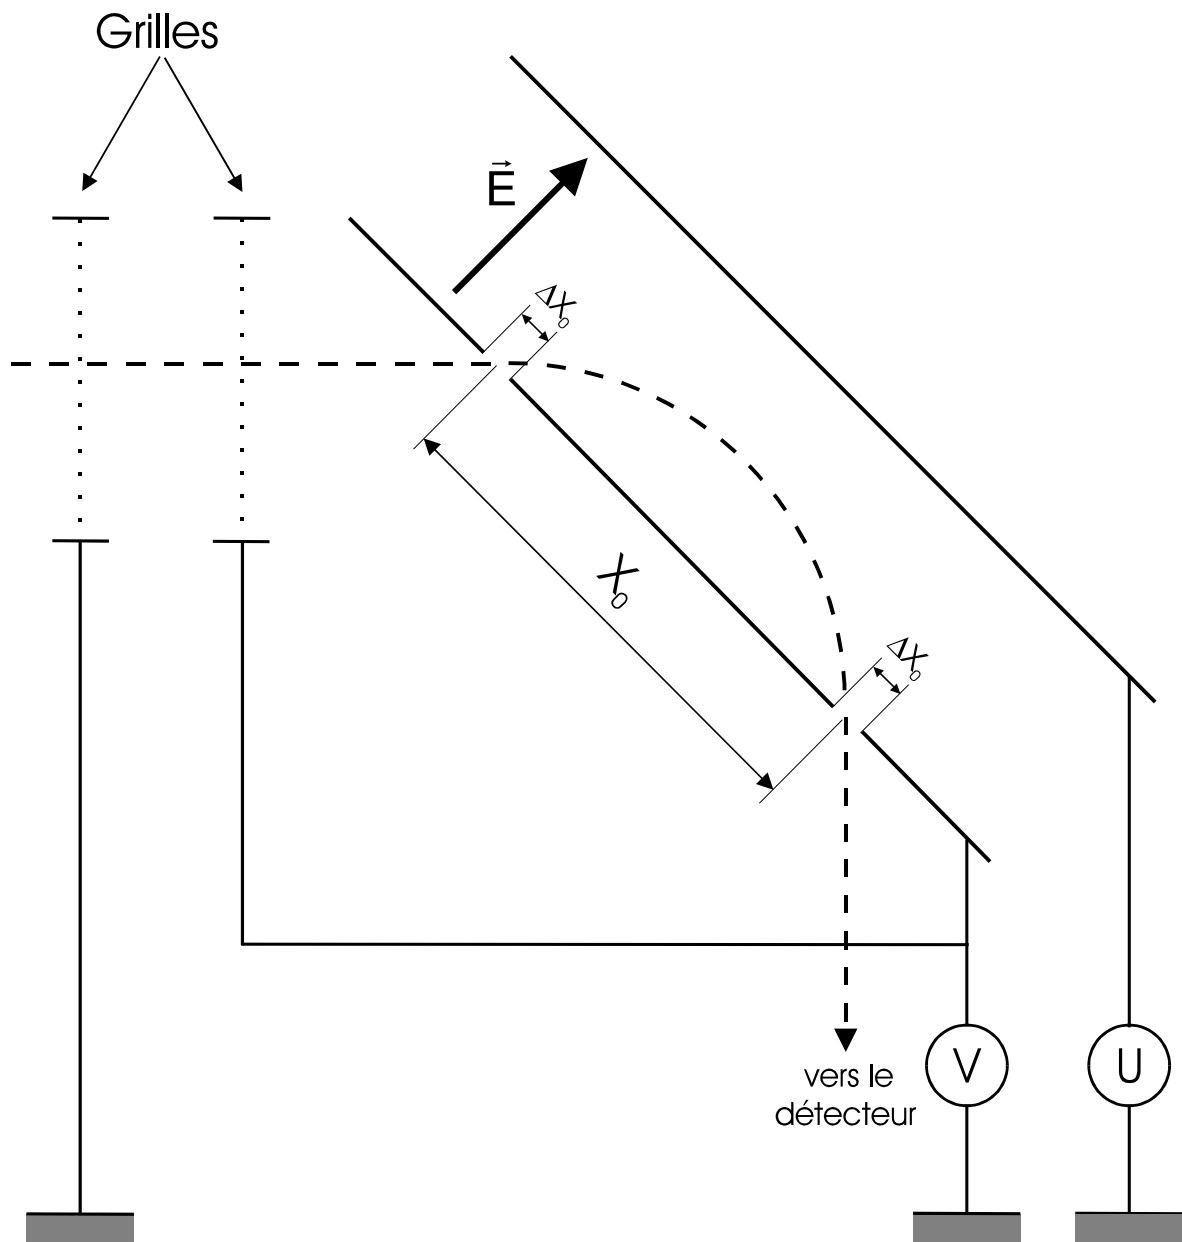 Grilles
E⃗
ΔX₀
X₀
ΔX₀
V
U
vers le
détecteur